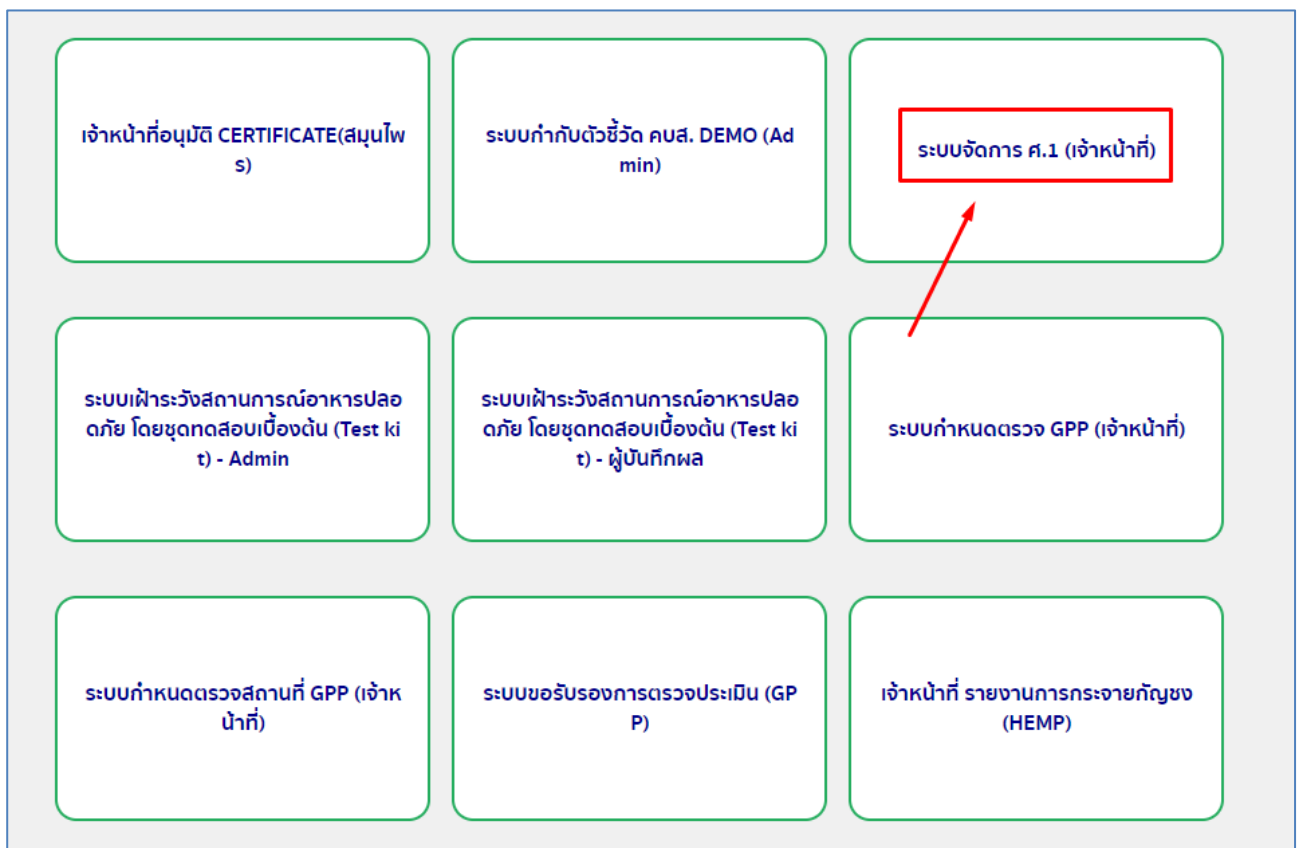 เจ้าหน้าที่อนุมัติ CERTIFICATE(สมุนไพ
ร)
ระบบกำกับตัวชี้วัด คบส. DEMO (Ad
min)
ระบบจัดการ ศ.1 (เจ้าหน้าที่)
ระบบเฝ้าระวังสถานการณ์อาหารปลอ
ดภัย โดยชุดทดสอบเบื้องต้น (Test ki
t) - Admin
ระบบเฝ้าระวังสถานการณ์อาหารปลอ
ดภัย โดยชุดทดสอบเบื้องต้น (Test ki
t) - ผู้บันทึกผล
ระบบกำหนดตรวจ GPP (เจ้าหน้าที่)
ระบบกำหนดตรวจสถานที่ GPP (เจ้าห
น้าที่)
ระบบขอรับรองการตรวจประเมิน (GP
P)
เจ้าหน้าที่ รายงานการกระจายกัญชง
(HEMP)